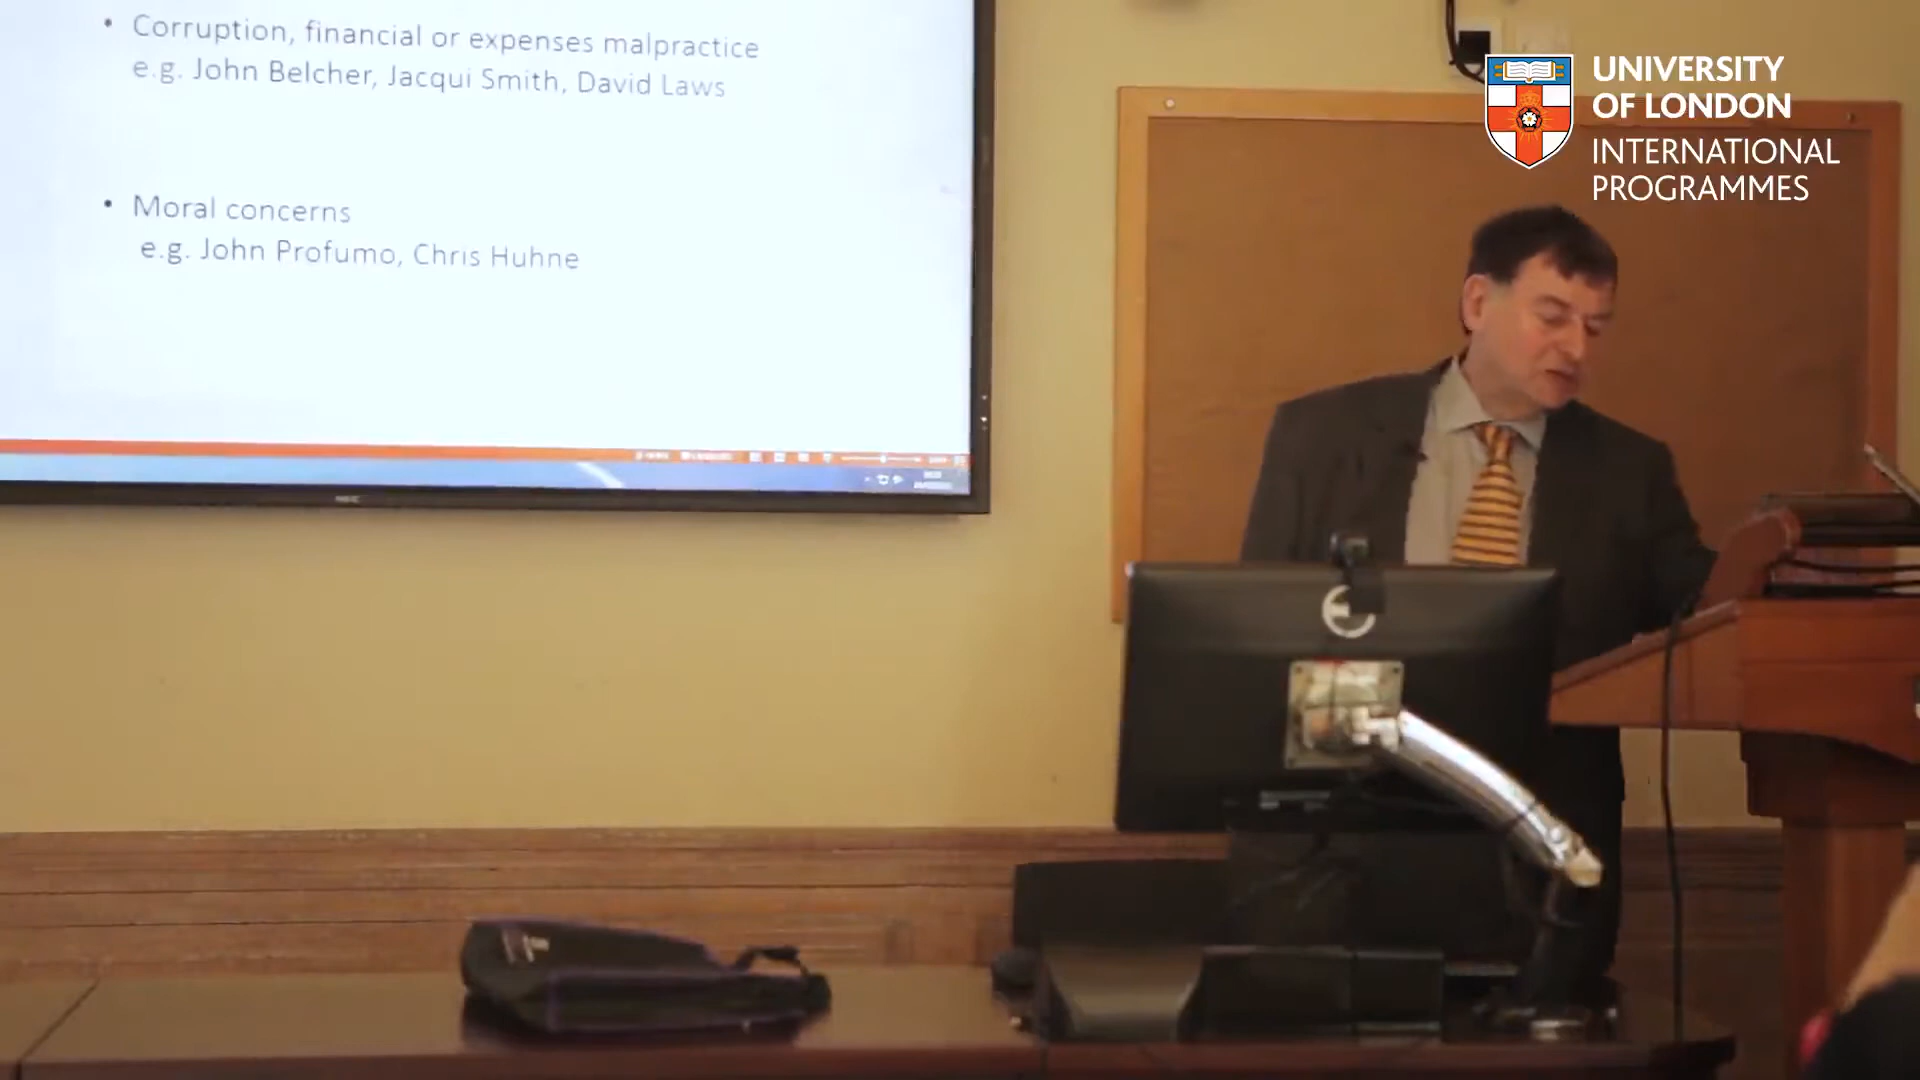 • Corruption, financial or expenses malpractice
e.g. John Belcher, Jacqui Smith, David Laws
• Moral concerns
e.g. John Profumo, Chris Huhne
NEC
UNIVERSITY
OF LONDON
INTERNATIONAL
PROGRAMMES